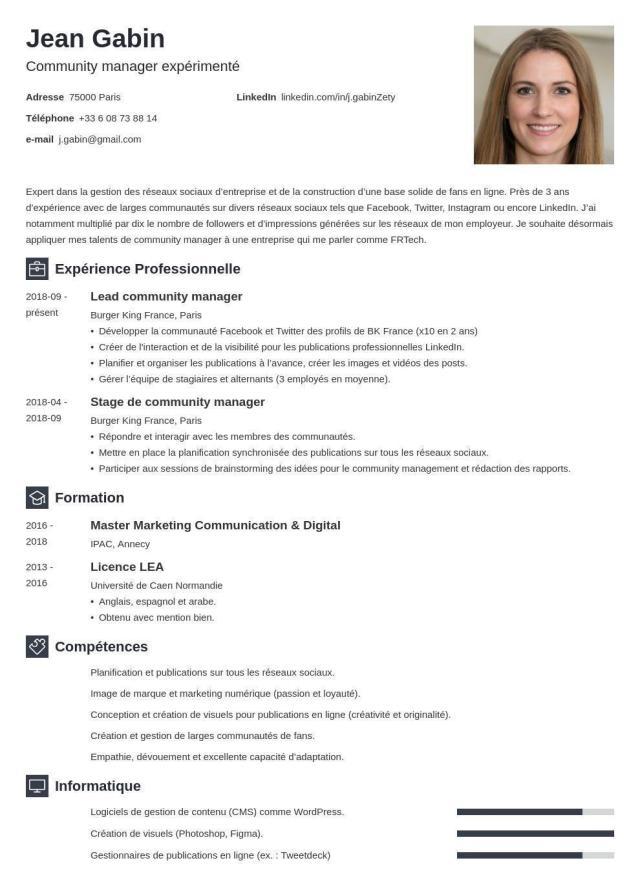 Jean Gabin
Community manager expérimenté
Adresse 75000 Paris
LinkedIn linkedin.com/in/j.gabinZety
Téléphone +33 6 08 73 88 14
e-mail j.gabin@gmail.com
Expert dans la gestion des réseaux sociaux d'entreprise et de la construction d'une base solide de fans en ligne. Près de 3 ans
d'expérience avec de larges communautés sur divers réseaux sociaux tels que Facebook, Twitter, Instagram ou encore LinkedIn. J'ai
notamment multiplié par dix le nombre de followers et d'impressions générées sur les réseaux de mon employeur. Je souhaite désormais
appliquer mes talents de community manager à une entreprise qui me parler comme FRTech.
Expérience Professionnelle
2018-09 -
présent
Lead community manager
Burger King France, Paris
• Développer la communauté Facebook et Twitter des profils de BK France (x10 en 2 ans)
• Créer de l'interaction et de la visibilité pour les publications professionnelles LinkedIn.
• Planifier et organiser les publications à l'avance, créer les images et vidéos des posts.
• Gérer l'équipe de stagiaires et alternants (3 employés en moyenne).
2018-04 -
2018-09
Stage de community manager
Burger King France, Paris
• Répondre et interagir avec les membres des communautés.
• Mettre en place la planification synchronisée des publications sur tous les réseaux sociaux.
• Participer aux sessions de brainstorming des idées pour le community management et rédaction des rapports.
Formation
2016 -
2018
Master Marketing Communication & Digital
IPAC, Annecy
2013 -
2016
Licence LEA
Université de Caen Normandie
• Anglais, espagnol et arabe.
• Obtenu avec mention bien.
Compétences
Planification et publications sur tous les réseaux sociaux.
Image de marque et marketing numérique (passion et loyauté).
Conception et création de visuels pour publications en ligne (créativité et originalité).
Création et gestion de larges communautés de fans.
Empathie, dévouement et excellente capacité d'adaptation.
Informatique
Logiciels de gestion de contenu (CMS) comme WordPress.
Création de visuels (Photoshop, Figma).
Gestionnaires de publications en ligne (ex. : Tweetdeck)